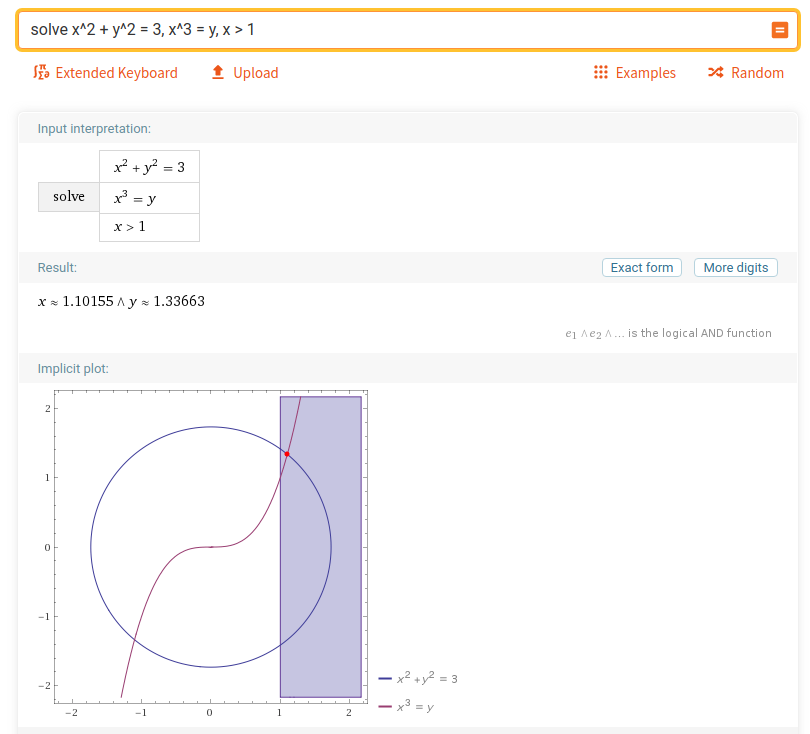 solve x^2 + y^2 = 3, x^3 = y, x > 1
Extended Keyboard Upload Examples Random
Input interpretation:
solve
x² + y² = 3
x³ = y
x > 1
Result:
Exact form More digits
x ≈ 1.10155 ∧ y ≈ 1.33663
e₁ ∧ e₂ ∧ … is the logical AND function
Implicit plot:
2
1
0
−1
−2
−2 −1 0 1 2
x² + y² = 3
x³ = y